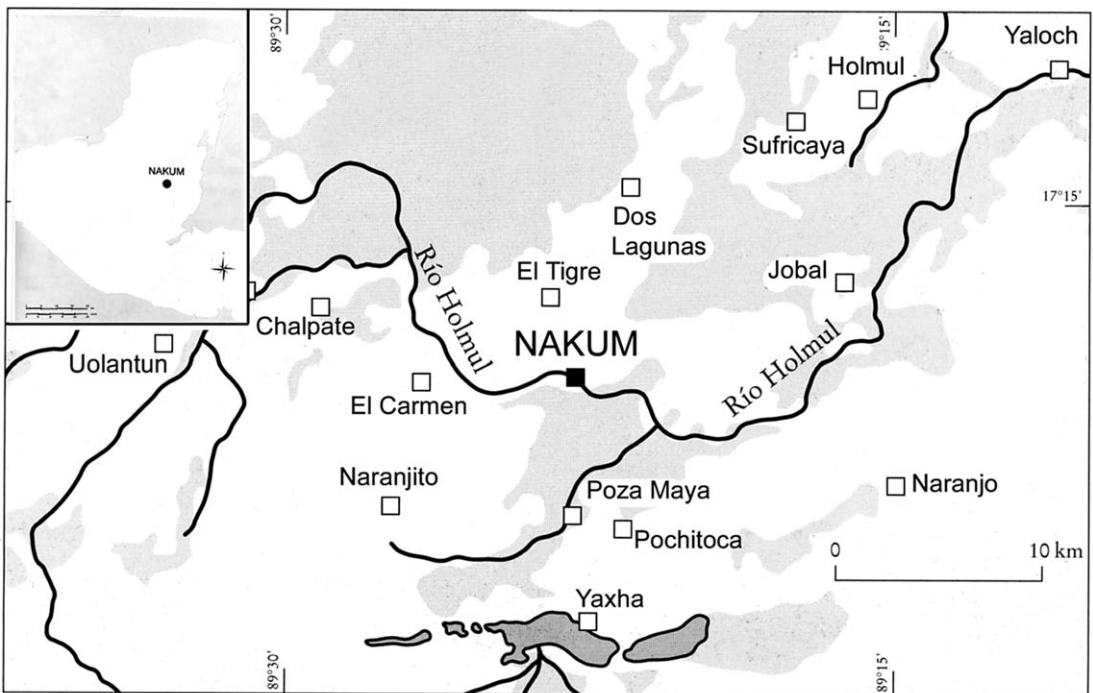 89°30'
9°15'
Yaloch
Holmul
Sufricaya
NAKUM
17°15'
Dos
Lagunas
Río Holmul
El Tigre
Jobal
Chalpate
NAKUM
Río Holmul
Uolantun
El Carmen
Naranjito
Poza Maya
Naranjo
Pochitoca
0 10 km
Yaxha
89°30'
89°15'